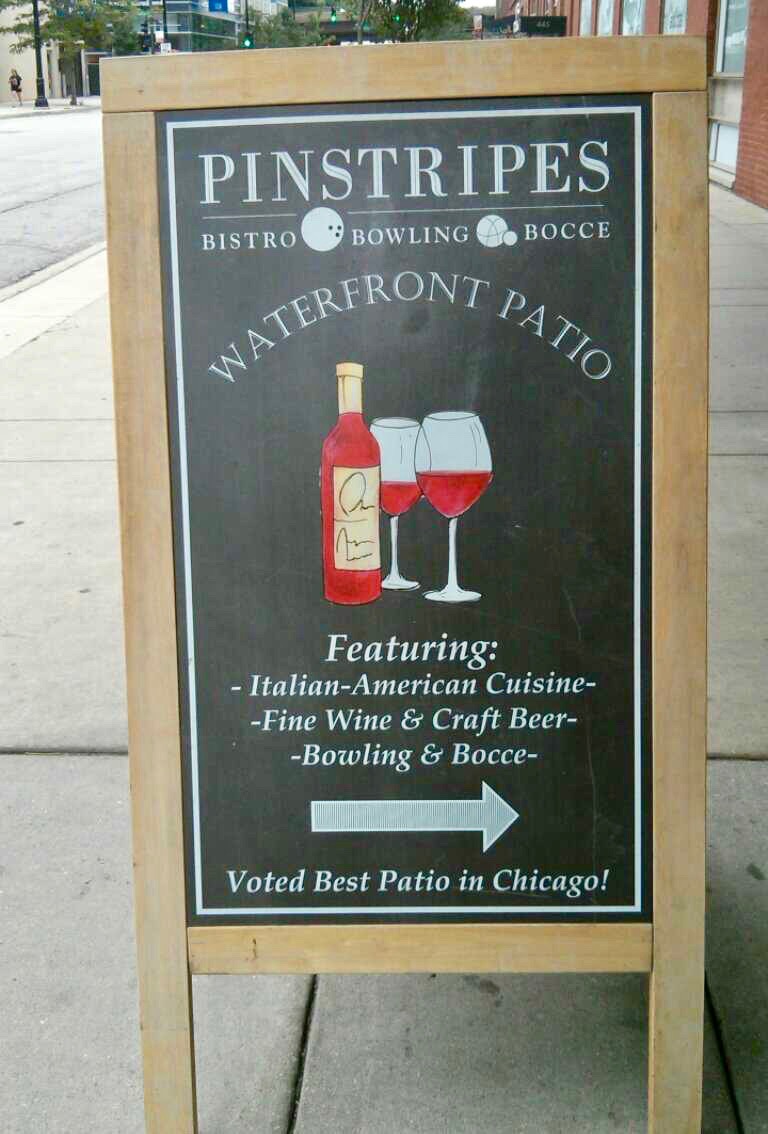 445
PINSTRIPES
BISTRO BOWLING BOCCE
WATERFRONT PATIO
Featuring:
- Italian-American Cuisine-
-Fine Wine & Craft Beer-
-Bowling & Bocce-
Voted Best Patio in Chicago!